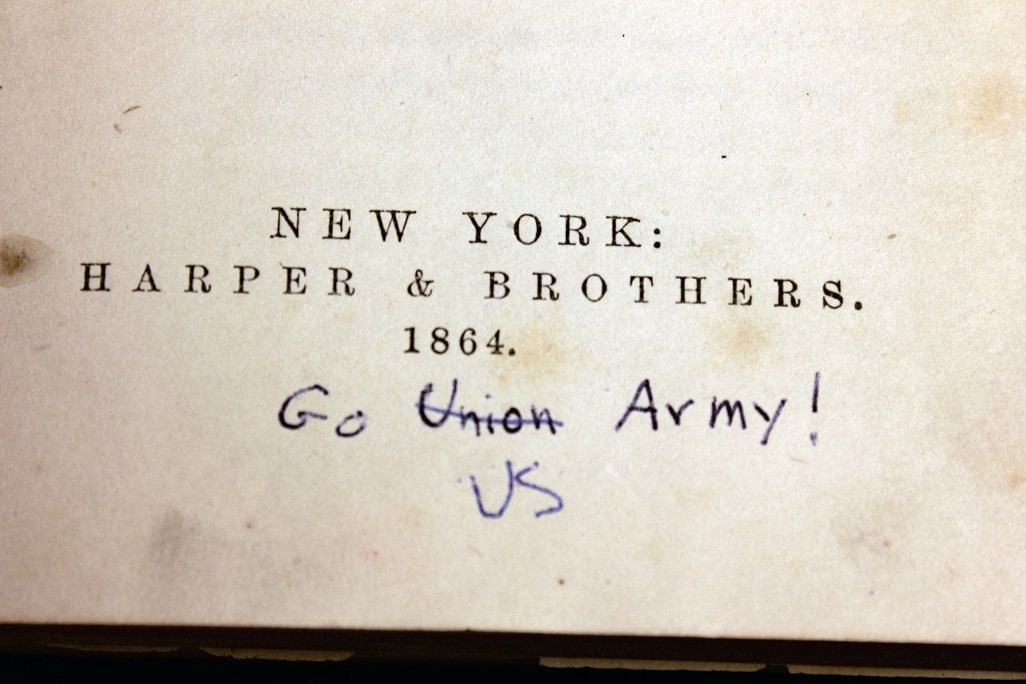 NEW YORK:
HARPER & BROTHERS.
1864.
Go Union Army!
US